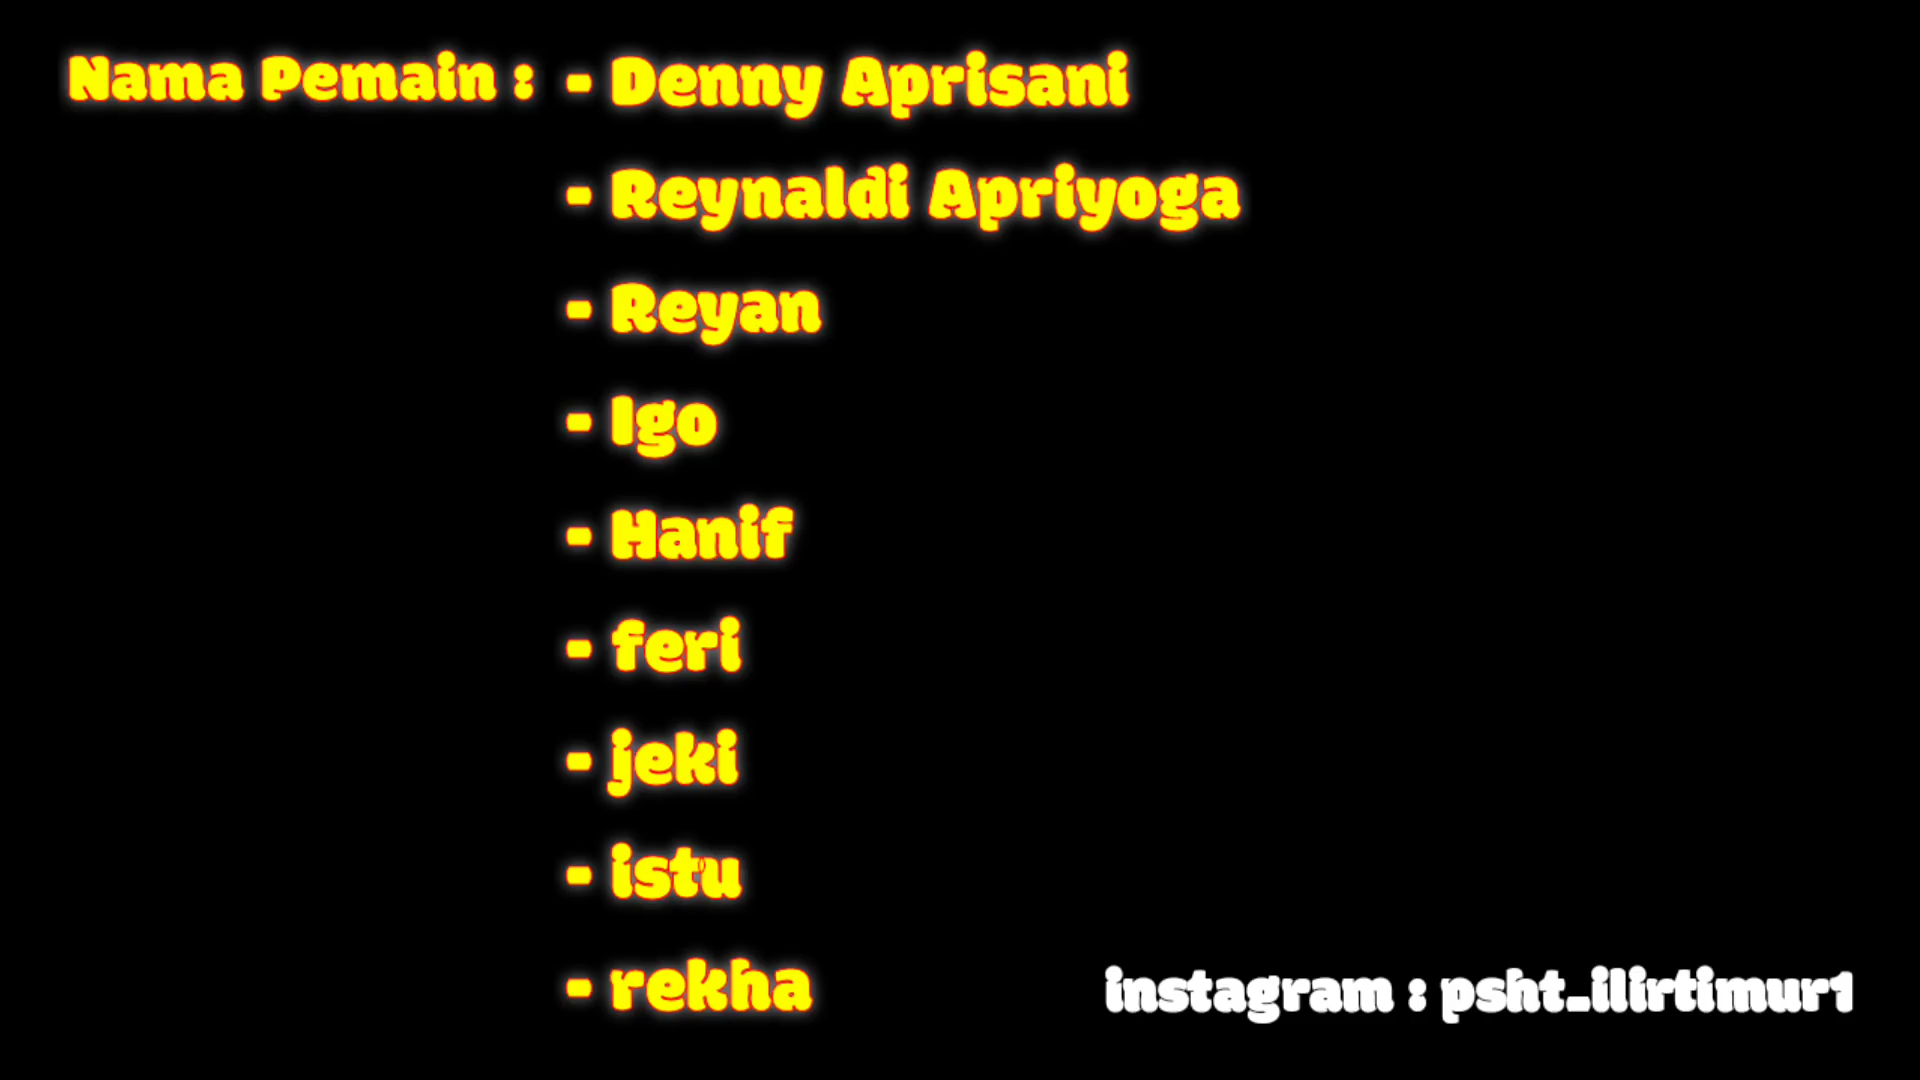 Nama Pemain : - Denny Aprisani
- Reynaldi Apriyoga
- Reyan
- Igo
- Hanif
- feri
- jeki
- istu
- rekha
instagram : psht_ilirtimur1